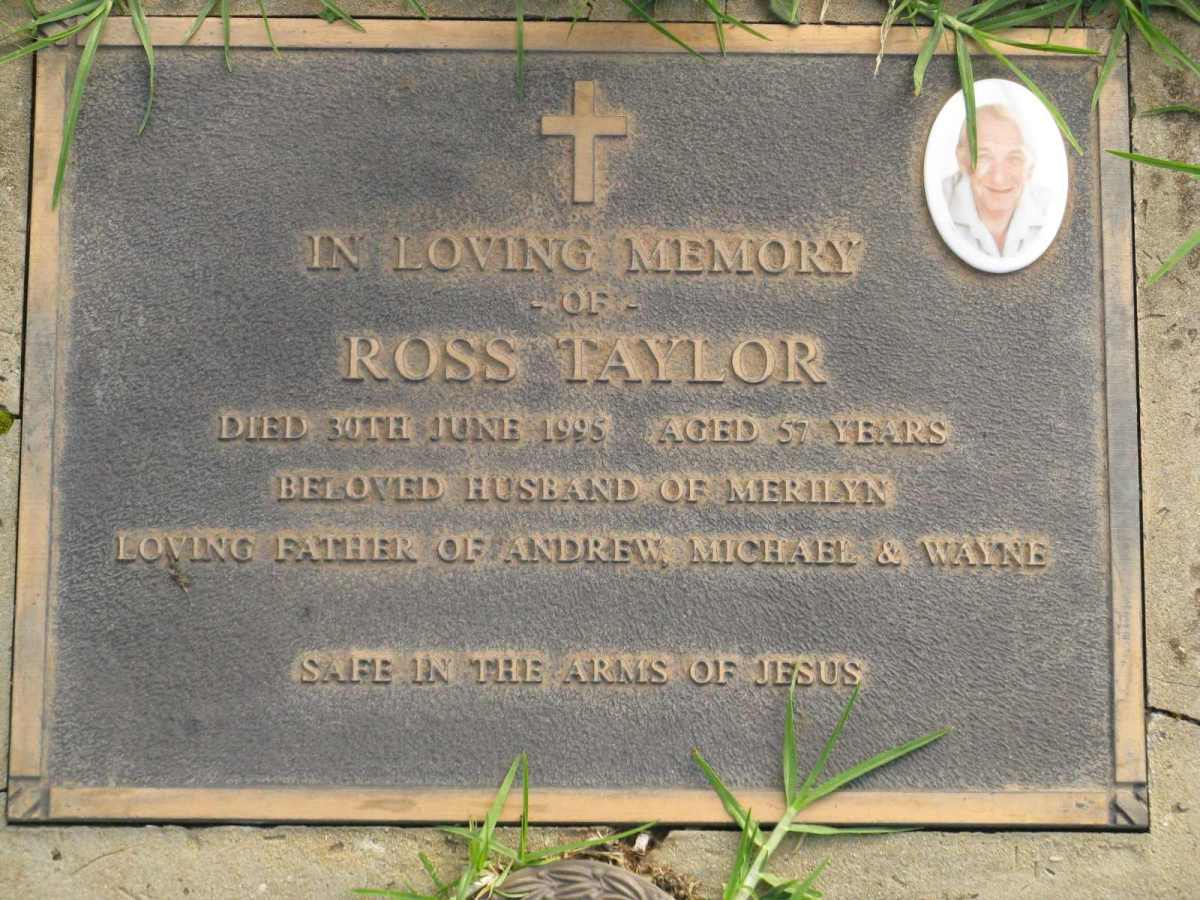 IN LOVING MEMORY
- OF -
ROSS TAYLOR
DIED 30TH JUNE 1995 AGED 57 YEARS
BELOVED HUSBAND OF MERILYN
LOVING FATHER OF ANDREW, MICHAEL & WAYNE
SAFE IN THE ARMS OF JESUS